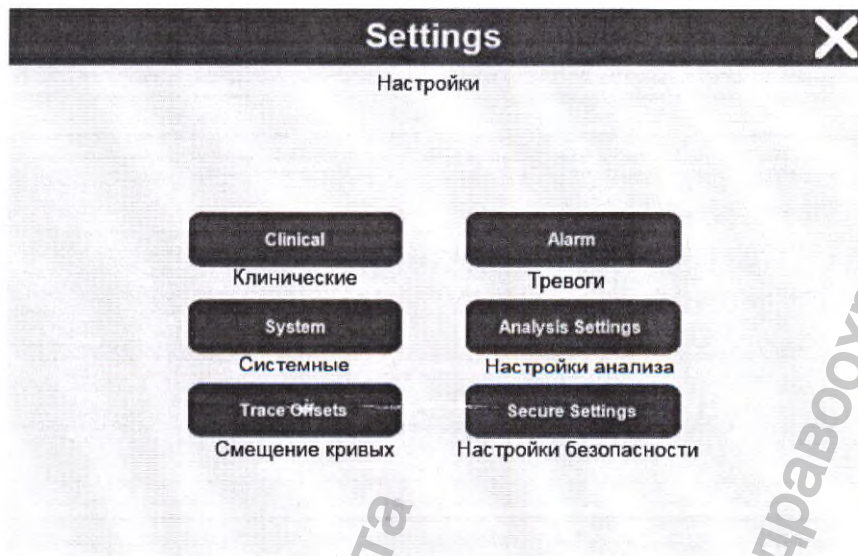 Settings
Настройки
Clinical
Alarm
Клинические
Тревоги
System
Analysis Settings
Системные
Настройки анализа
Trace Offsets
Secure Settings
Смещение кривых
Настройки безопасности